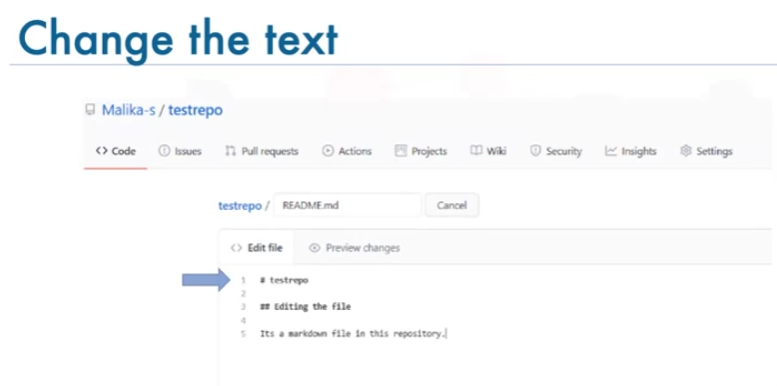 Change the text
Malika-s / testrepo
<> Code Issues Pull requests Actions Projects Wiki Security Insights Settings
testrepo / README.md Cancel
<> Edit file Preview changes
1 # testrepo
2
3 ## Editing the file
4
5 Its a markdown file in this repository.